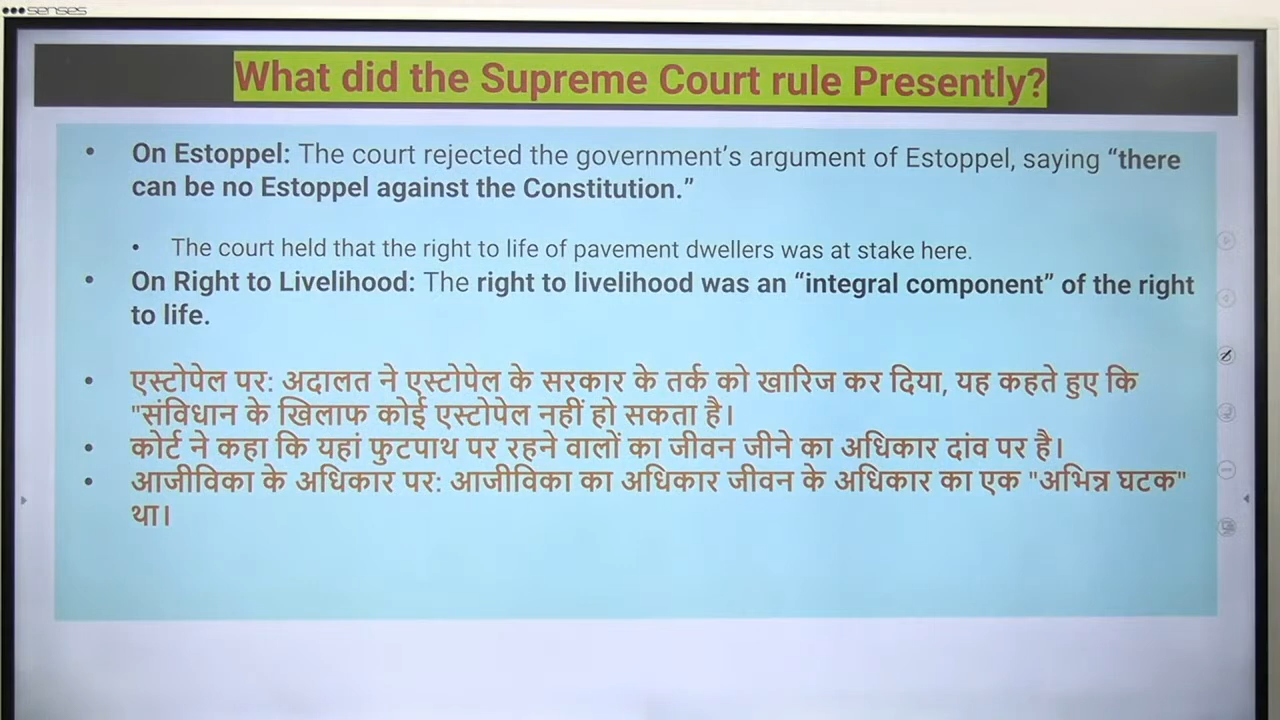 senses
What did the Supreme Court rule Presently?
• On Estoppel: The court rejected the government's argument of Estoppel, saying “there
can be no Estoppel against the Constitution.”
• The court held that the right to life of pavement dwellers was at stake here.
• On Right to Livelihood: The right to livelihood was an “integral component” of the right
to life.
• एस्टोपेल पर: अदालत ने एस्टोपेल के सरकार के तर्क को खारिज कर दिया, यह कहते हुए कि
"संविधान के खिलाफ कोई एस्टोपेल नहीं हो सकता है।
• कोर्ट ने कहा कि यहां फुटपाथ पर रहने वालों का जीवन जीने का अधिकार दांव पर है।
• आजीविका के अधिकार पर: आजीविका का अधिकार जीवन के अधिकार का एक "अभिन्न घटक"
था।